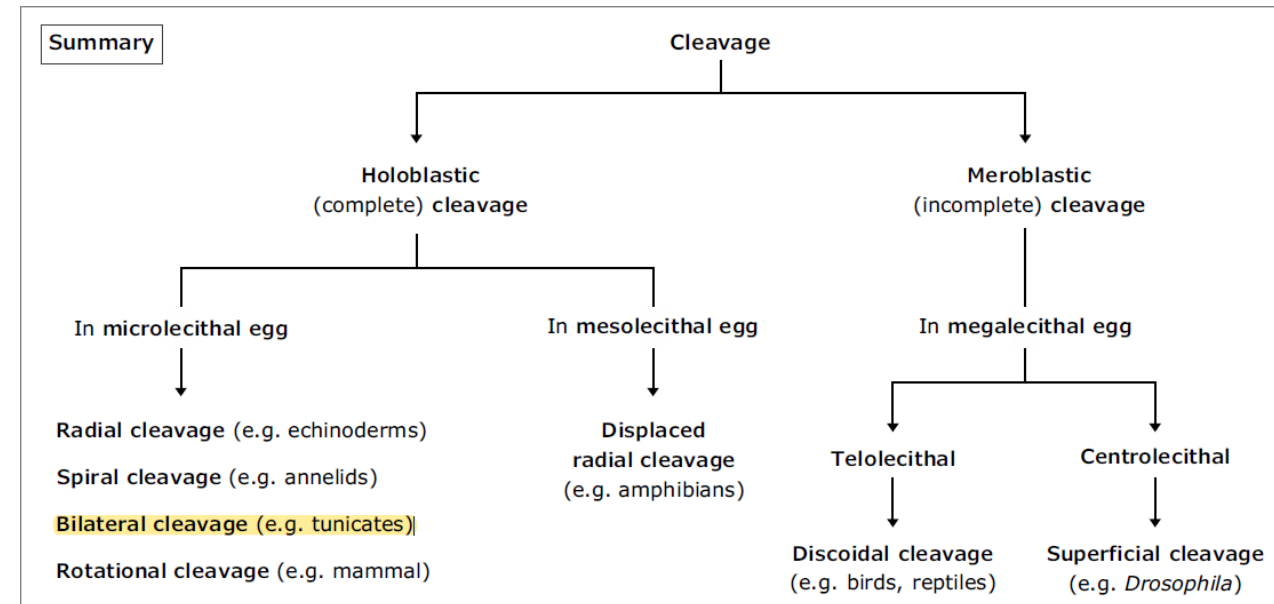 Summary
Cleavage
Holoblastic
(complete) cleavage
Meroblastic
(incomplete) cleavage
In microlecithal egg
In mesolecithal egg
In megalecithal egg
Radial cleavage (e.g. echinoderms)
Spiral cleavage (e.g. annelids)
Bilateral cleavage (e.g. tunicates)
Rotational cleavage (e.g. mammal)
Displaced
radial cleavage
(e.g. amphibians)
Telolecithal
Centrolecithal
Discoidal cleavage
(e.g. birds, reptiles)
Superficial cleavage
(e.g. Drosophila)